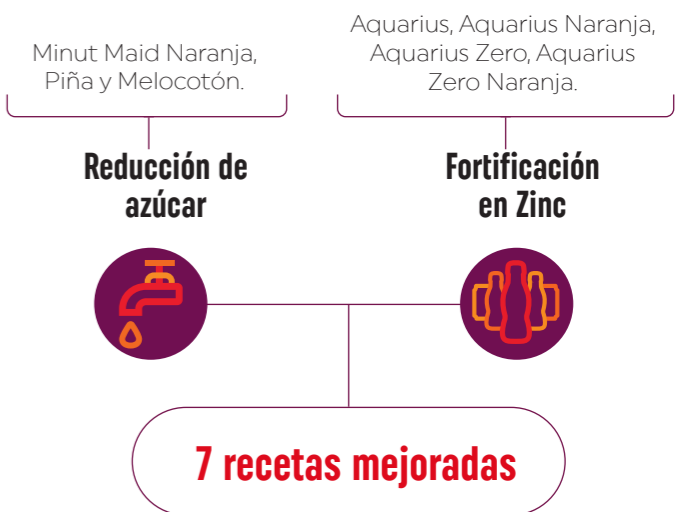 Minut Maid Naranja,
Piña y Melocotón.
Reducción de
azúcar
Aquarius, Aquarius Naranja,
Aquarius Zero, Aquarius
Zero Naranja.
Fortificación
en Zinc
7 recetas mejoradas